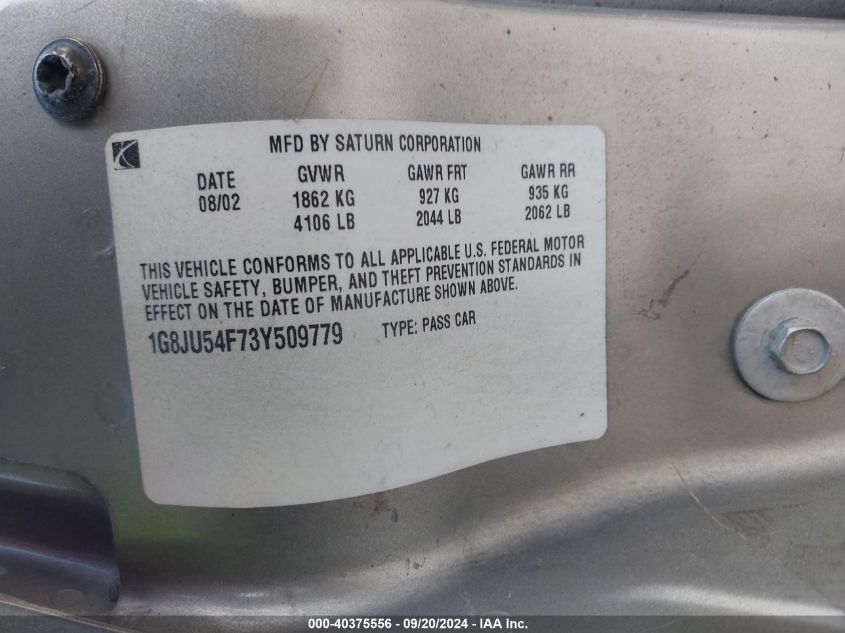 MFD BY SATURN CORPORATION
DATE GVWR GAWR FRT GAWR RR
08/02 1862 KG 927 KG 935 KG
4106 LB 2044 LB 2062 LB
THIS VEHICLE CONFORMS TO ALL APPLICABLE U.S. FEDERAL MOTOR
VEHICLE SAFETY, BUMPER, AND THEFT PREVENTION STANDARDS IN
EFFECT ON THE DATE OF MANUFACTURE SHOWN ABOVE.
1G8JU54F73Y509779 TYPE: PASS CAR
000-40375556 - 09/20/2024 - IAA Inc.